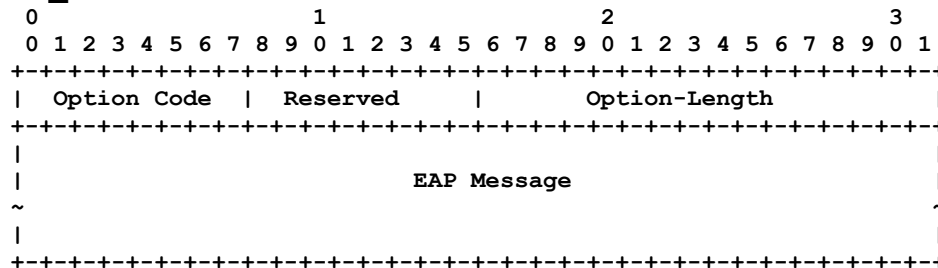 0                   1                   2                   3
 0 1 2 3 4 5 6 7 8 9 0 1 2 3 4 5 6 7 8 9 0 1 2 3 4 5 6 7 8 9 0 1
+-+-+-+-+-+-+-+-+-+-+-+-+-+-+-+-+-+-+-+-+-+-+-+-+-+-+-+-+-+-+-+-
|  Option Code  |  Reserved     |       Option-Length           |
+-+-+-+-+-+-+-+-+-+-+-+-+-+-+-+-+-+-+-+-+-+-+-+-+-+-+-+-+-+-+-+-
|                                                               |
|                           EAP Message                         |
~                                                               ~
|                                                               |
+-+-+-+-+-+-+-+-+-+-+-+-+-+-+-+-+-+-+-+-+-+-+-+-+-+-+-+-+-+-+-+-